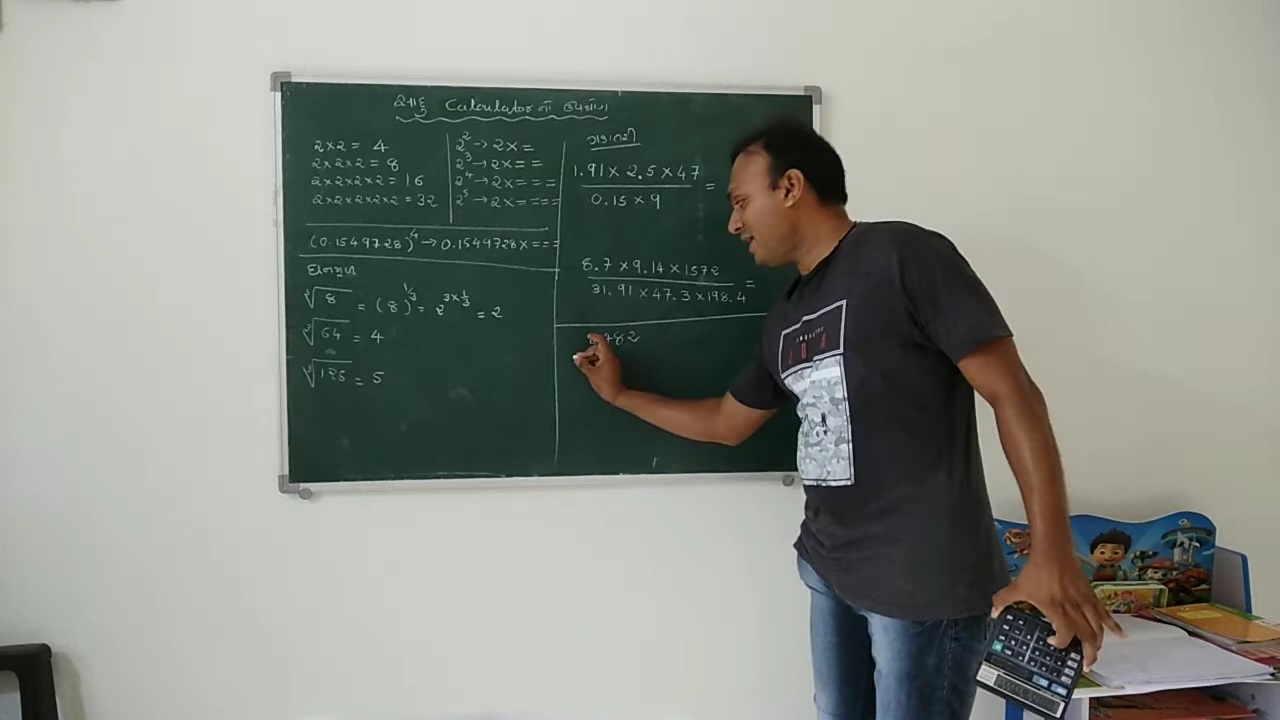 સાદુ Calculatorનો ઉપયોગ
2×2 = 4
2×2×2 = 8
2×2×2×2 = 16
2×2×2×2×2 = 32
2² → 2× =
2³ → 2× = =
2⁴ → 2× = = =
2⁵ → 2× = = = =
(0.1549728)⁴ → 0.1549728× = = =
ઘનમૂળ
∛8 = (8)^1/3 = 2^3×1/3 = 2
∛64 = 4
∛125 = 5
ગણતરી
1.91 × 2.5 × 47 =
0.15 × 9
8.7 × 9.14 × 1572 =
31.91 × 47.3 × 198.4
782